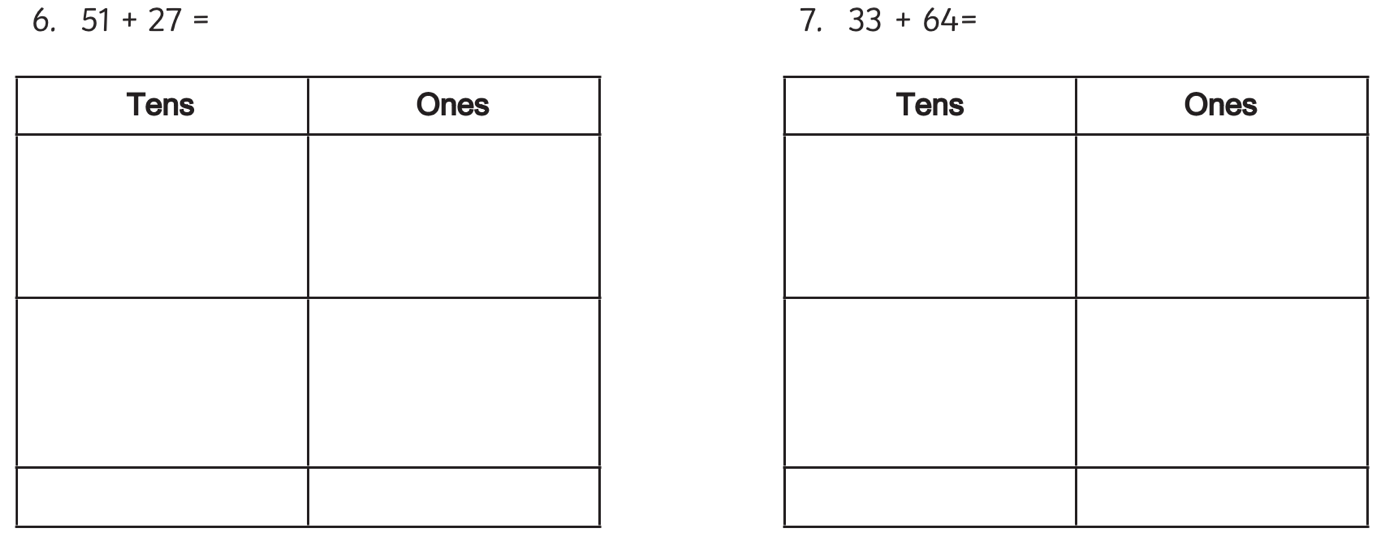 6. 51 + 27 =
7. 33 + 64=
Tens Ones
Tens Ones